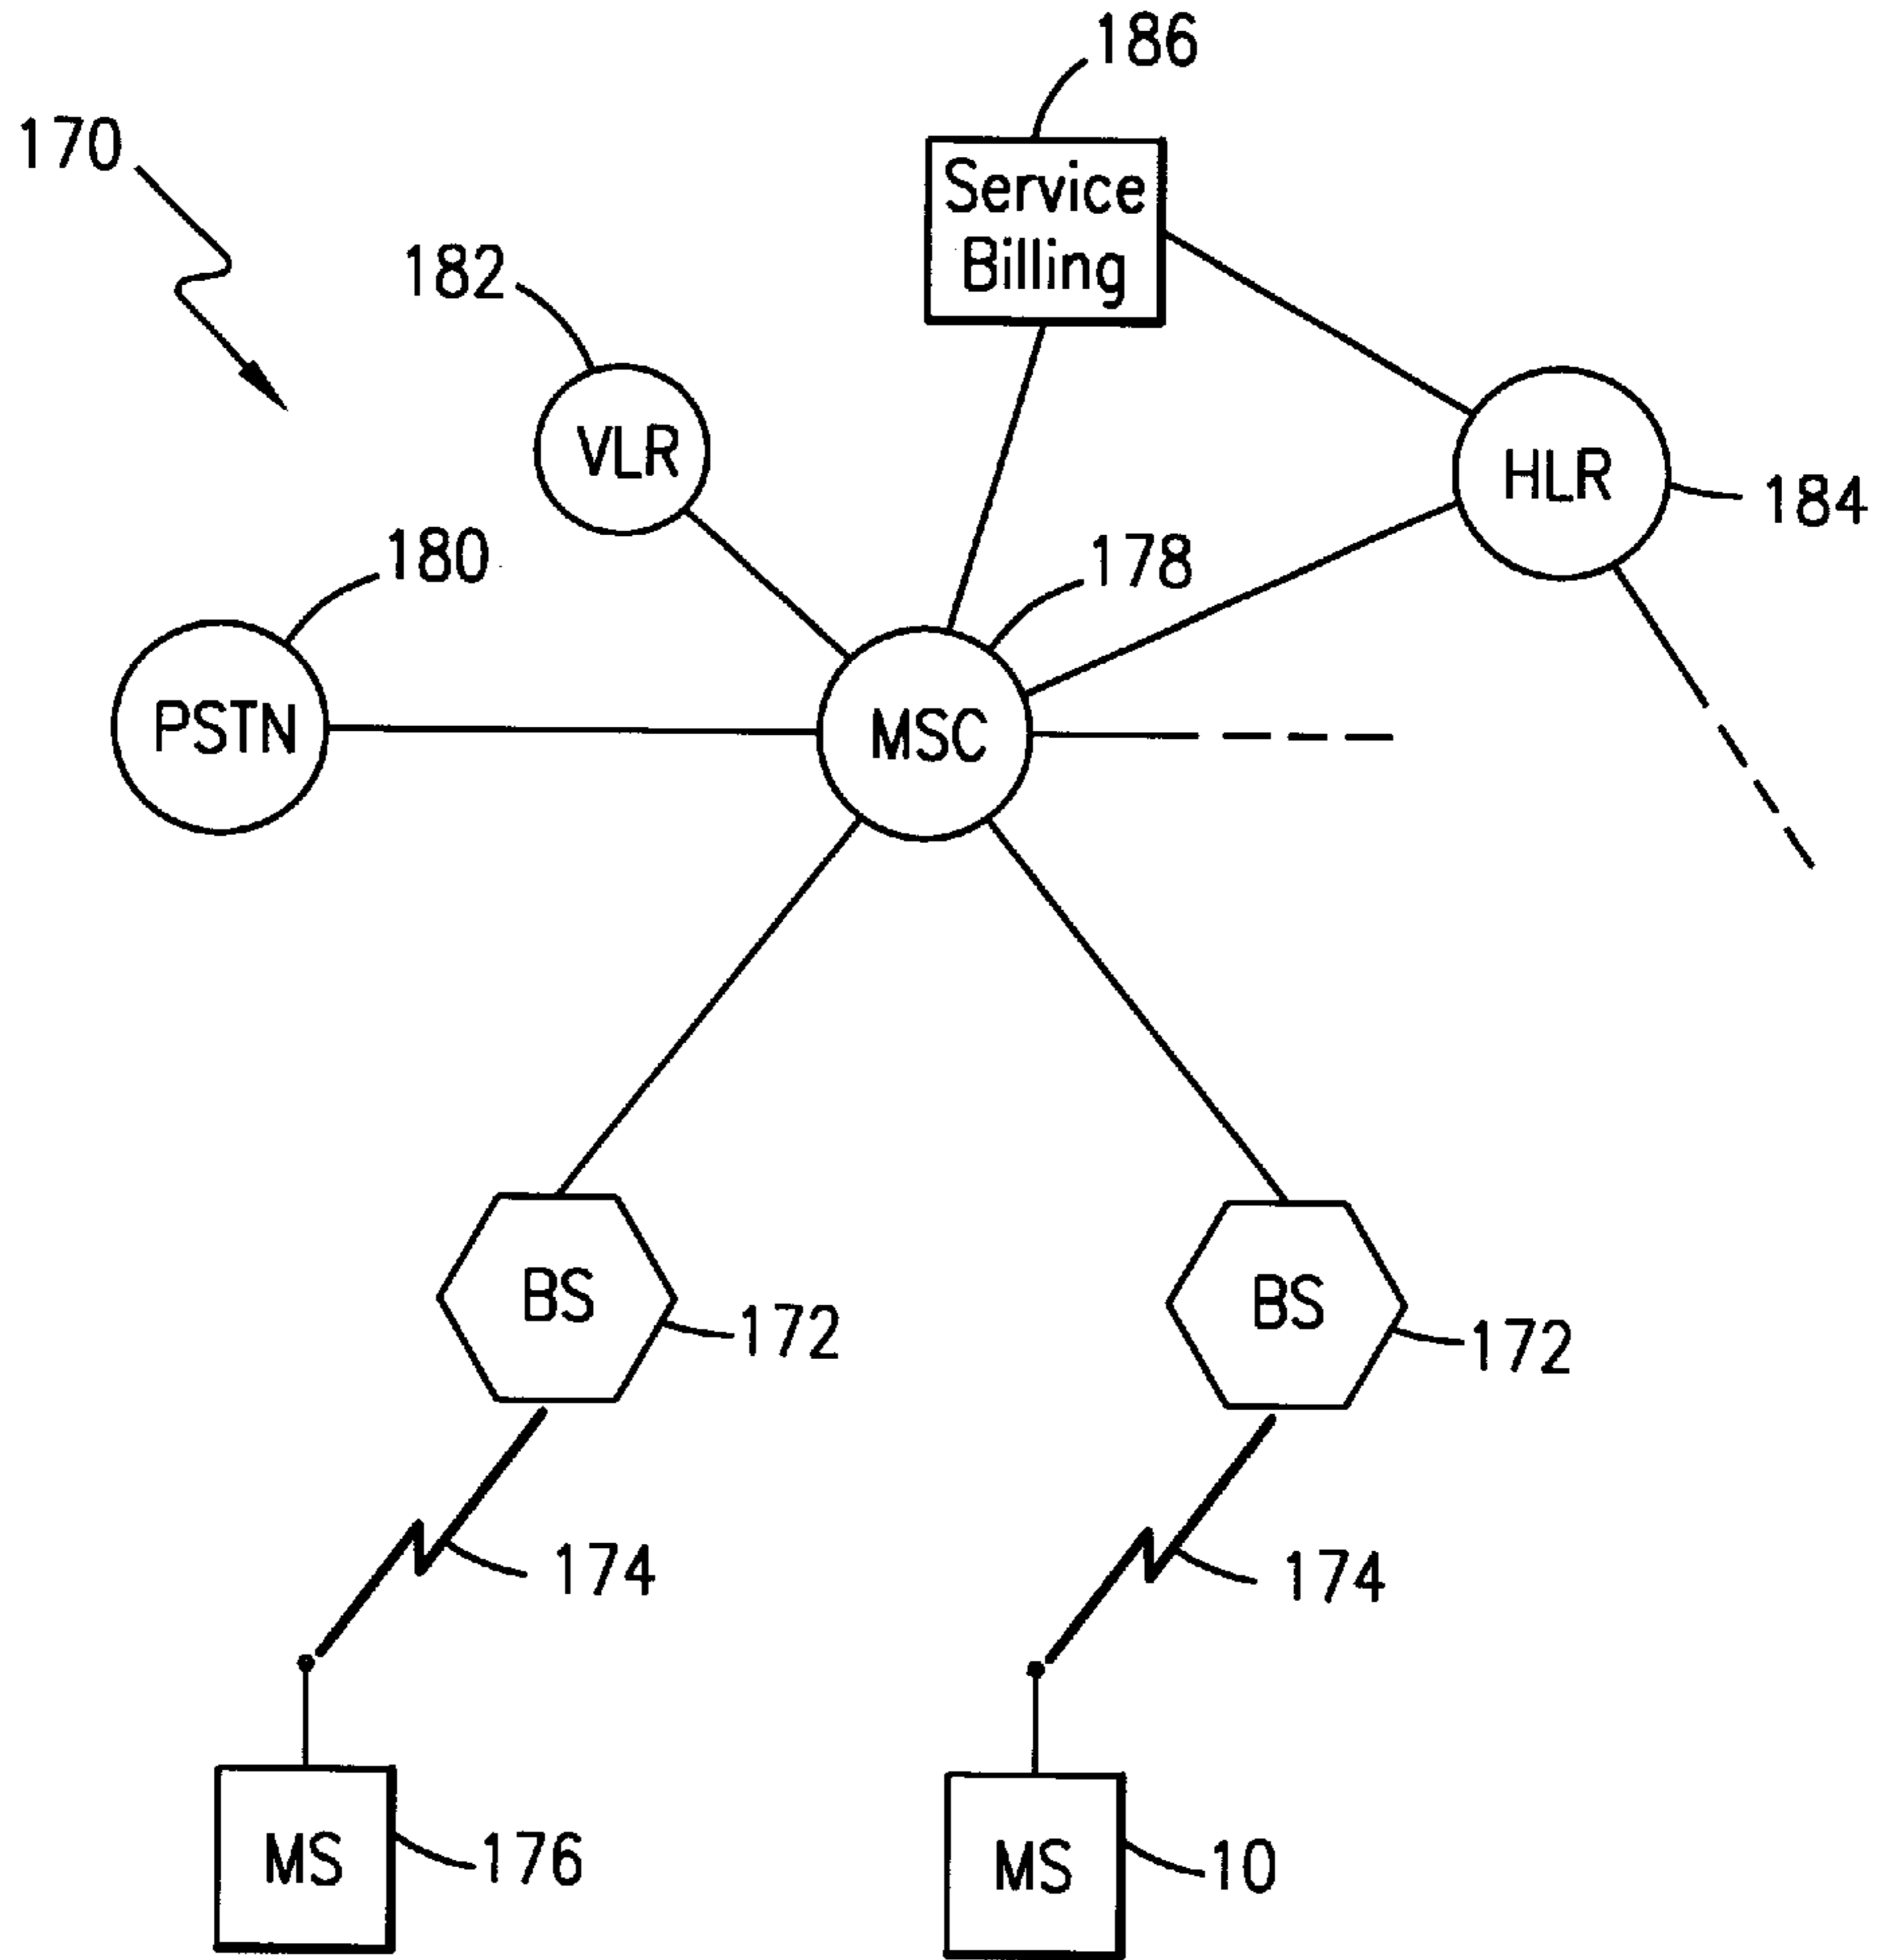 186
170
Service
Billing
182
VLR
HLR
184
180
178
PSTN
MSC
BS
172
BS
172
174
174
MS
176
MS
10